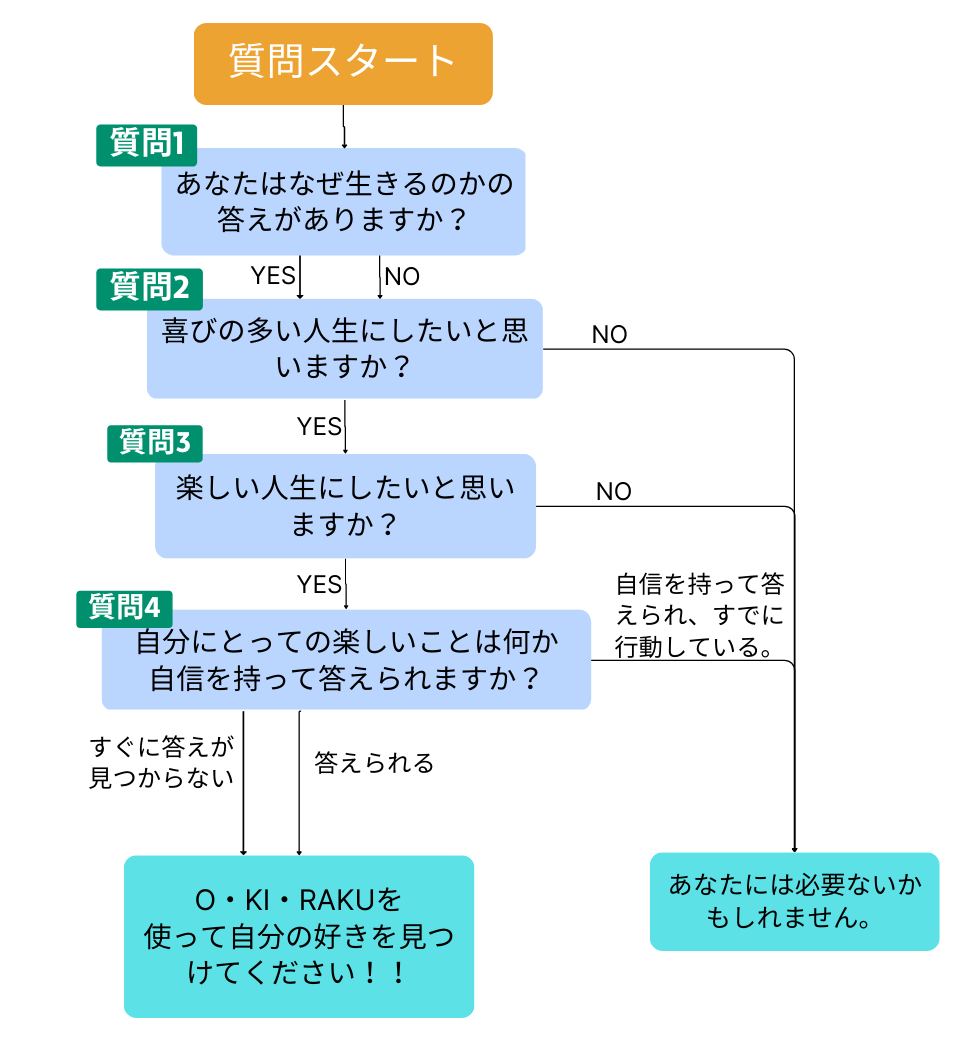 質問スタート
質問1
あなたはなぜ生きるのかの
答えがありますか？
YES
NO
質問2
喜びの多い人生にしたいと思
いますか？
NO
YES
質問3
楽しい人生にしたいと思い
ますか？
NO
YES
質問4
自分にとっての楽しいことは何か
自信を持って答えられますか？
自信を持って答
えられ、すでに
行動している。
すぐに答えが
見つからない
答えられる
O・KI・RAKUを
使って自分の好きを見つ
けてください！！
あなたには必要ないか
もしれません。